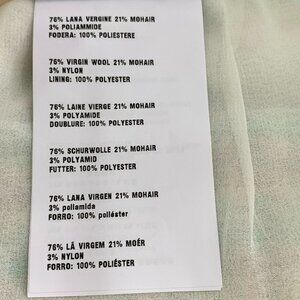 76% LANA VERGINE 21% MOHAIR
3% POLIAMMIDE
FODERA: 100% POLIESTERE
76% VIRGIN WOOL 21% MOHAIR
3% NYLON
LINING: 100% POLYESTER
76% LAINE VIERGE 21% MOHAIR
3% POLYAMIDE
DOUBLURE: 100% POLYESTER
76% SCHURWOLLE 21% MOHAIR
3% POLYAMID
FUTTER: 100% POLYESTER
76% LANA VIRGEN 21% MOHAIR
3% poliamida
FORRO: 100% poliéster
76% LÃ VIRGEM 21% MOÉR
3% NYLON
FORRO: 100% POLIÉSTER